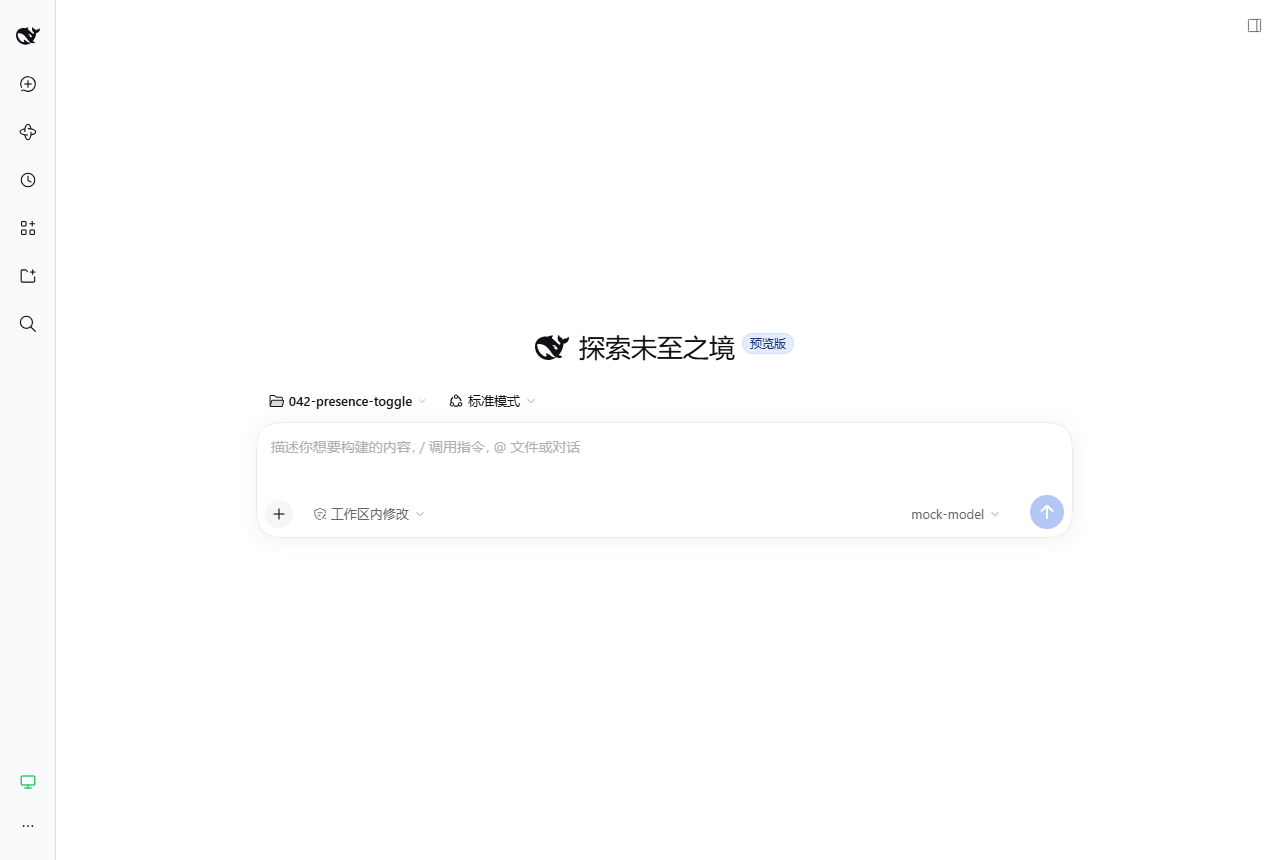 探索未至之境 预览版
042-presence-toggle 标准模式
描述你想要构建的内容, / 调用指令, @ 文件或对话
工作区内修改 mock-model